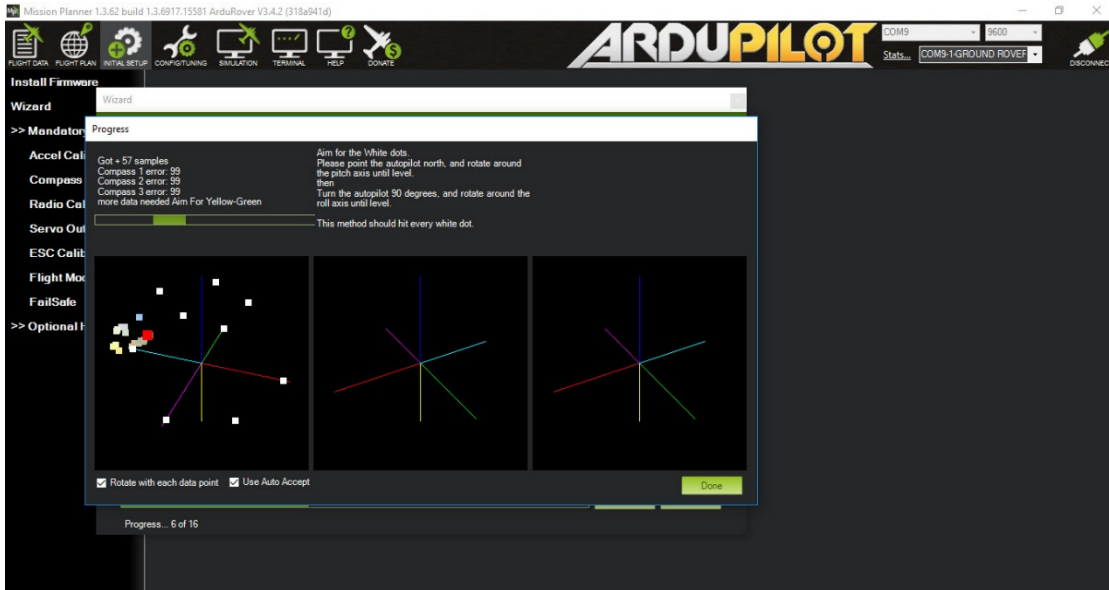 Mission Planner 1.3.62 build 1.3.6917.15581 ArduRover V3.4.2 (318a941d)
FLIGHT DATA FLIGHT PLAN INITIAL SETUP CONFIG/TUNING SIMULATION TERMINAL HELP DONATE
ARDUPILOT
COM9 9600
Stats... COM9-1-GROUND ROVER
DISCONNEC
Install Firmware
Wizard
Wizard
>> Mandatory
Progress
Accel Cali
Compass
Radio Cal
Servo Out
ESC Calib
Flight Mod
FailSafe
>> Optional H
Got + 57 samples
Compass 1 error: 99
Compass 2 error: 99
Compass 3 error: 99
more data needed Aim For Yellow-Green
Aim for the White dots.
Please point the autopilot north, and rotate around
the pitch axis until level.
then
Turn the autopilot 90 degrees, and rotate around the
roll axis until level.
This method should hit every white dot.
Rotate with each data point Use Auto Accept
Done
Progress... 6 of 16